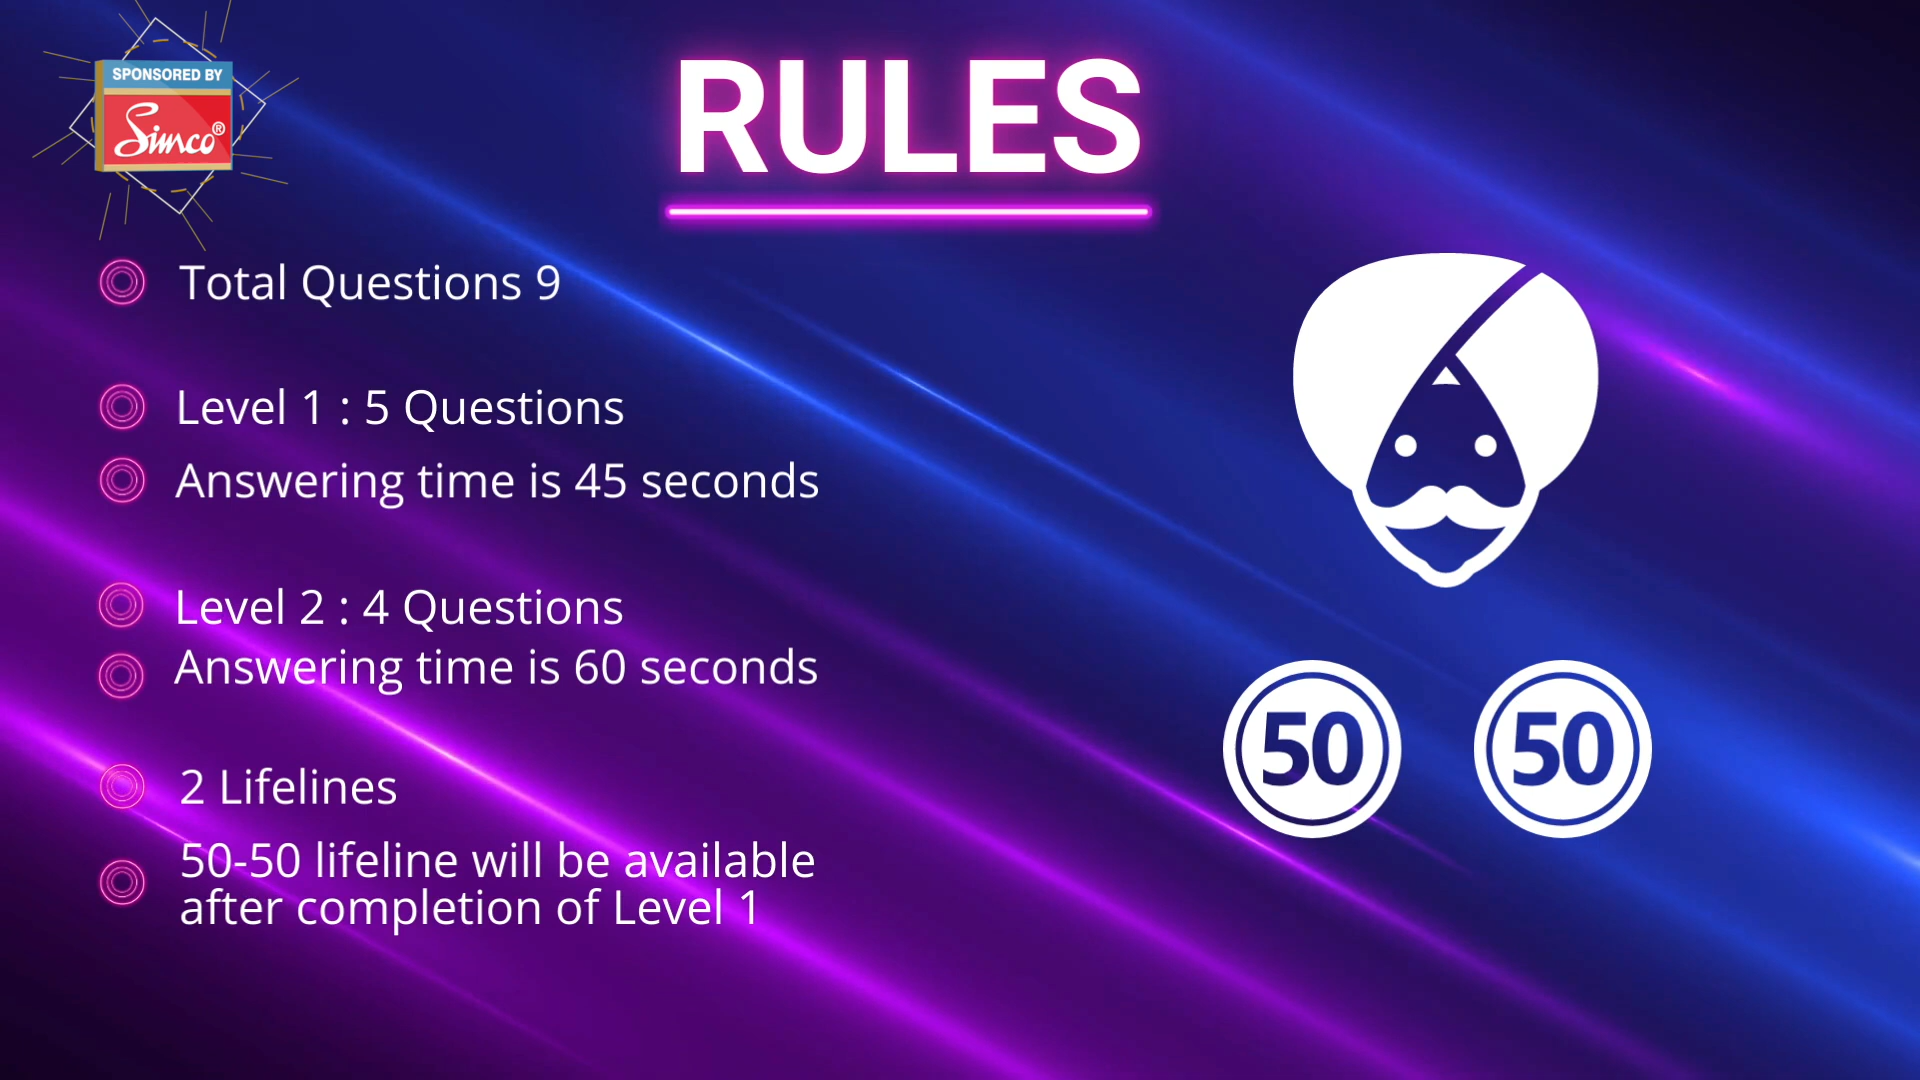 SPONSORED BY
Simco®
RULES
Total Questions 9
Level 1 : 5 Questions
Answering time is 45 seconds
Level 2 : 4 Questions
Answering time is 60 seconds
2 Lifelines
50-50 lifeline will be available
after completion of Level 1
50
50